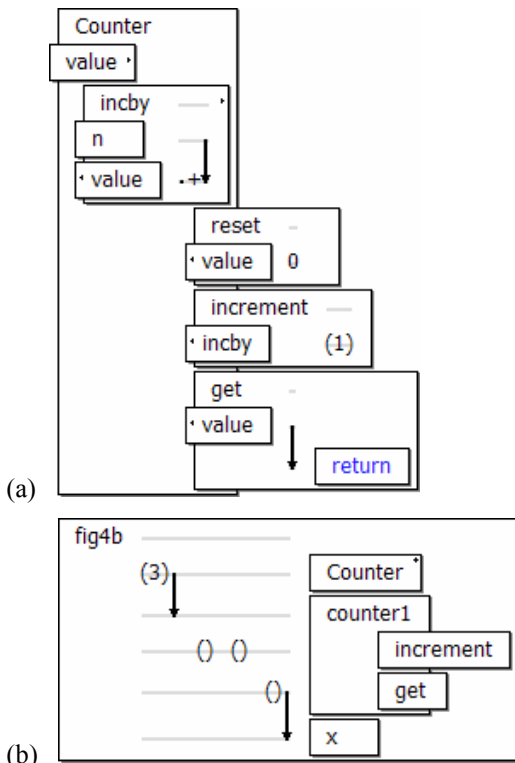 Counter
value
incby
n
value .+
reset
value 0
increment
incby (1)
get
value
return
(a)
fig4b
(3) Counter
counter1
() () increment
() get
x
(b)